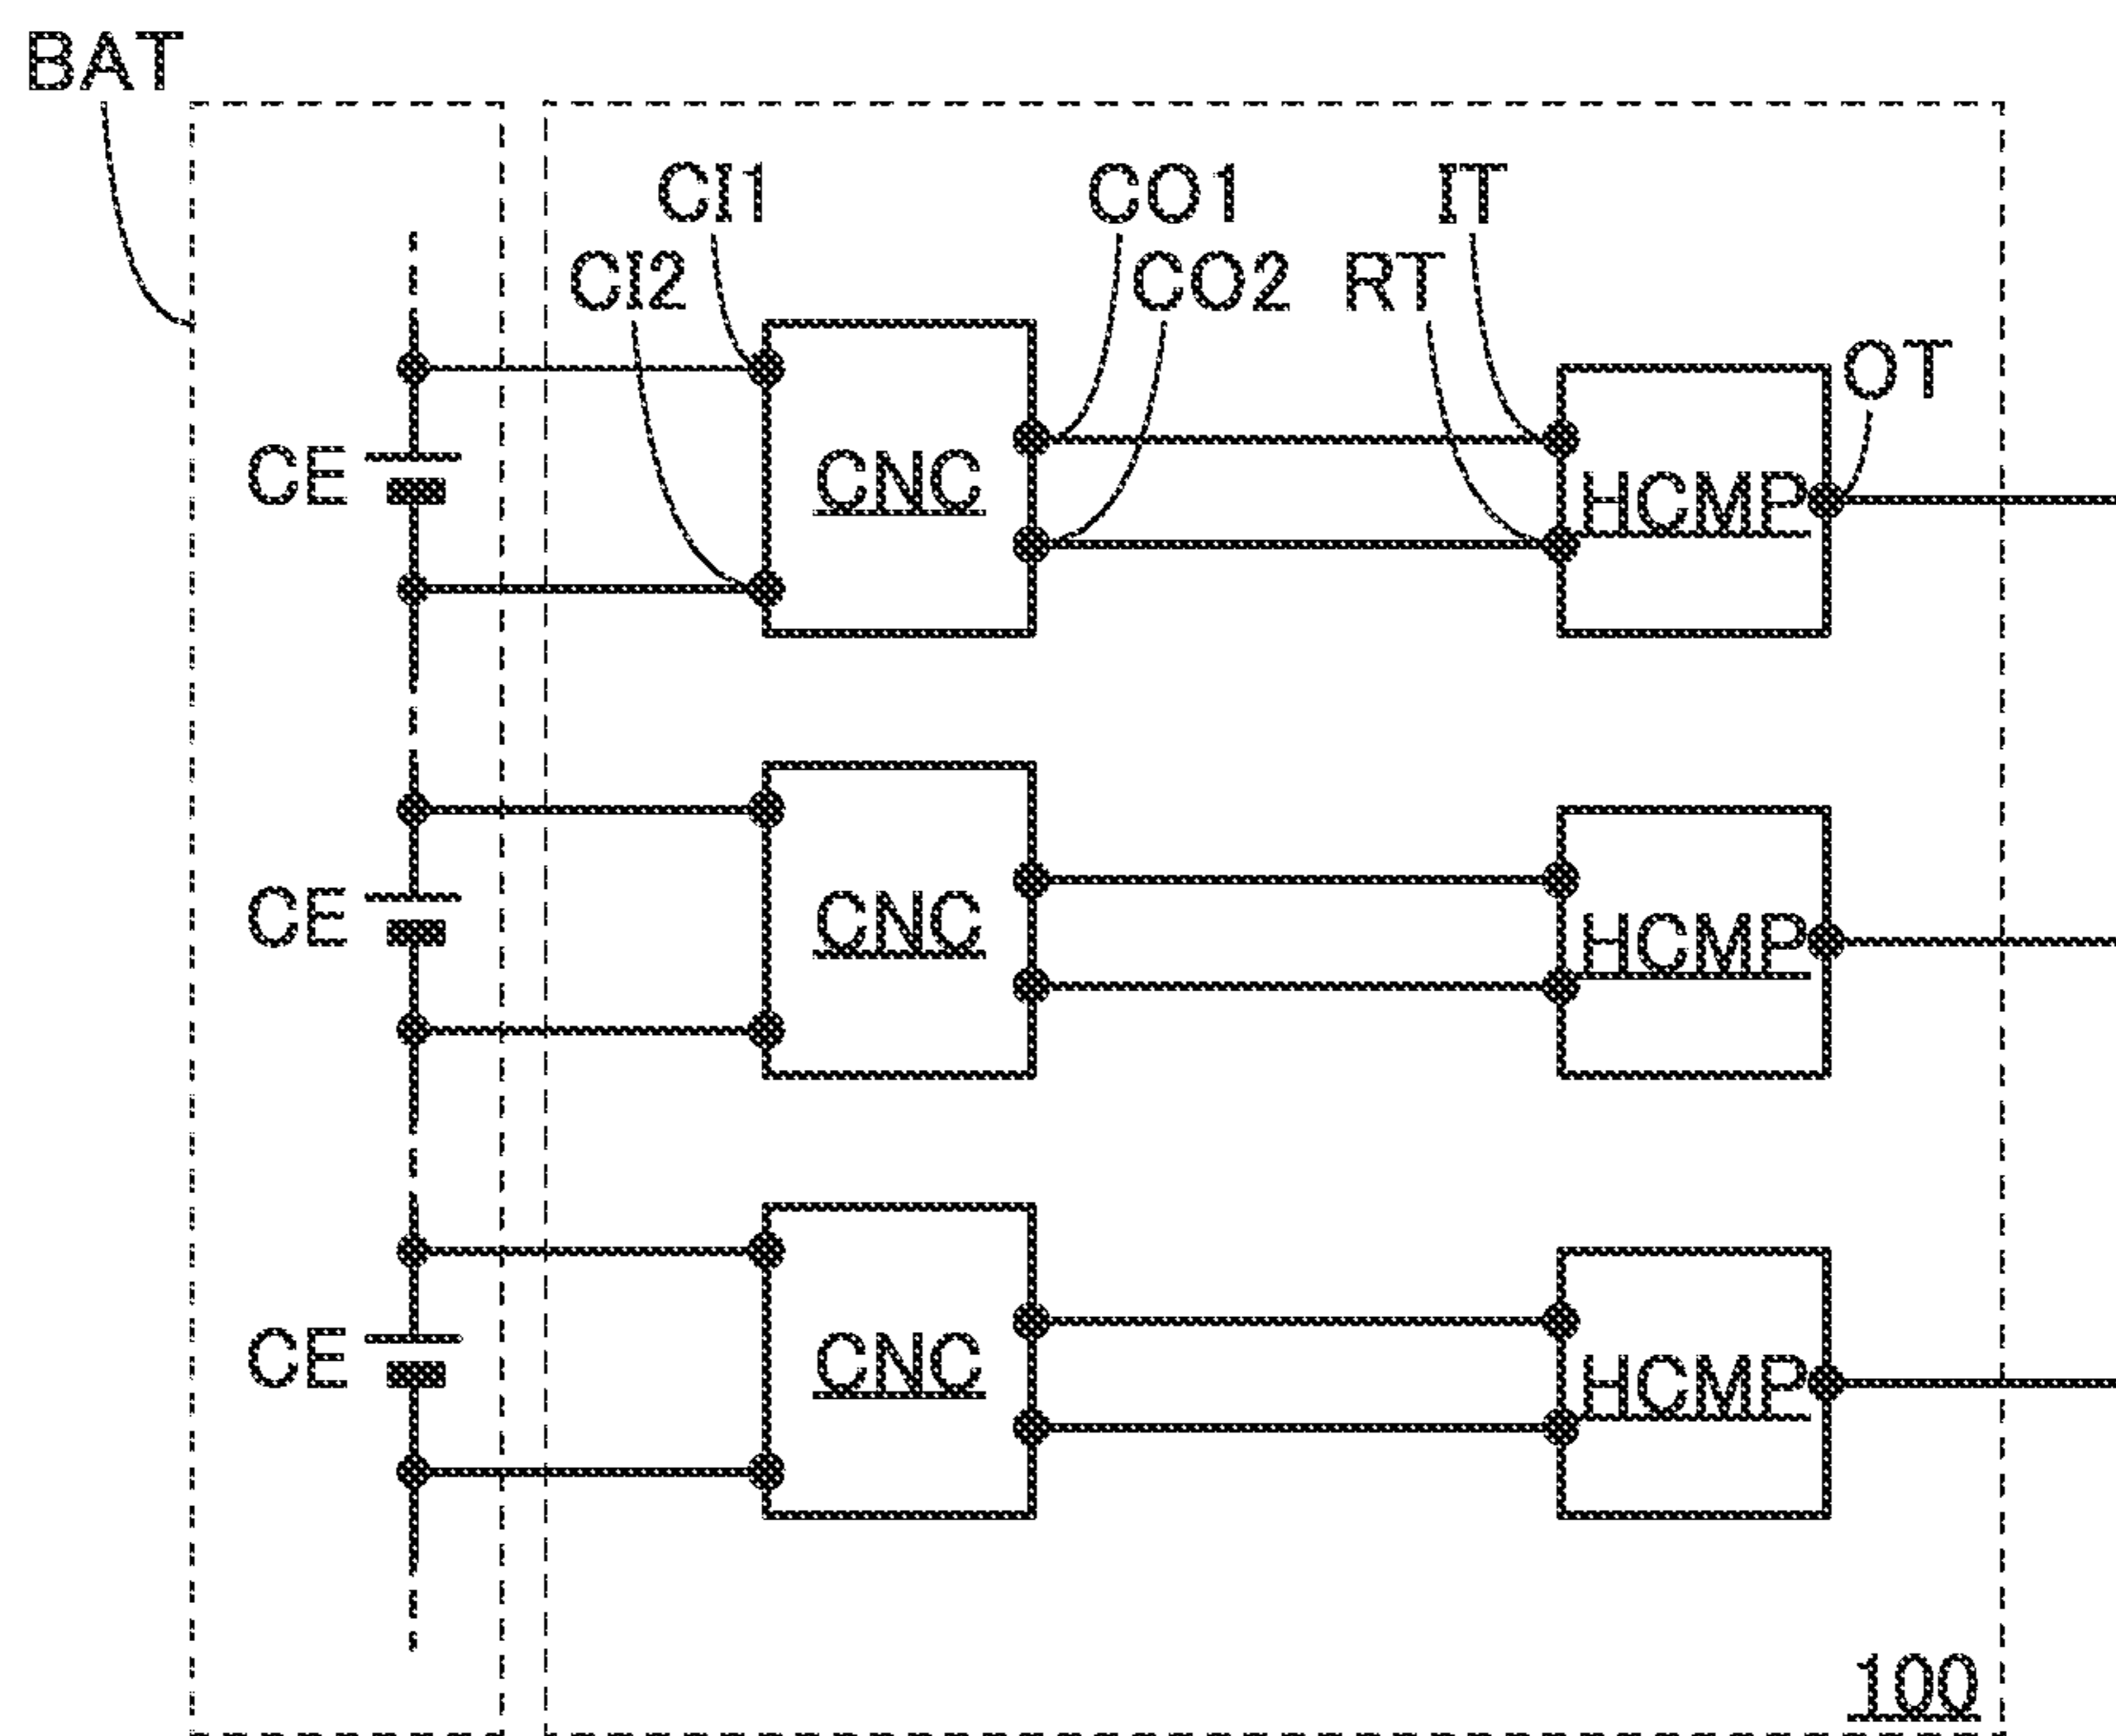 BAT
CI1
CO1
IT
CI2
CO2
RT
OT
CE
CNC
HCMP
CE
CNC
HCMP
CE
CNC
HCMP
100